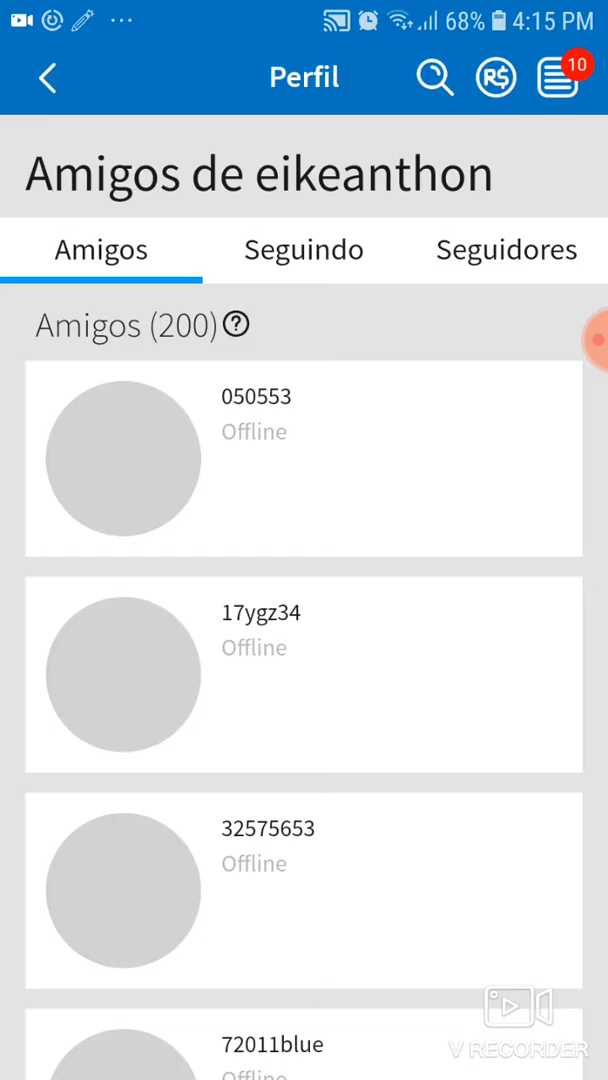 68% 4:15 PM
Perfil
R$
10
Amigos de eikeanthon
Amigos Seguindo Seguidores
Amigos (200)?
050553
Offline
17ygz34
Offline
32575653
Offline
72011blue
Offline
V RECORDER